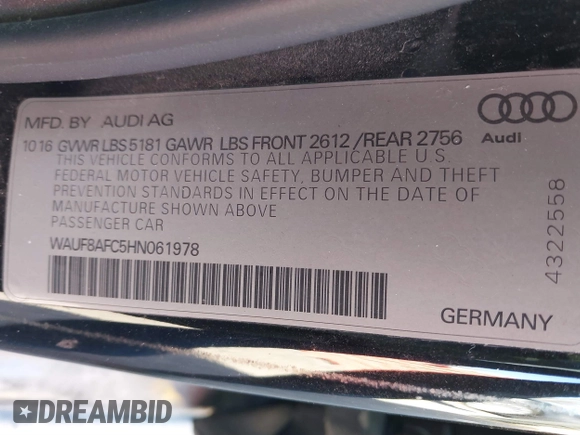 MFD. BY AUDI AG
Audi
10 16 GVWR LBS 5181 GAWR LBS FRONT 2612 /REAR 2756
THIS VEHICLE CONFORMS TO ALL APPLICABLE U.S.
FEDERAL MOTOR VEHICLE SAFETY, BUMPER AND THEFT
PREVENTION STANDARDS IN EFFECT ON THE DATE OF
MANUFACTURE SHOWN ABOVE
PASSENGER CAR
WAUF8AFC5HN061978
4322558
GERMANY
DREAMBID